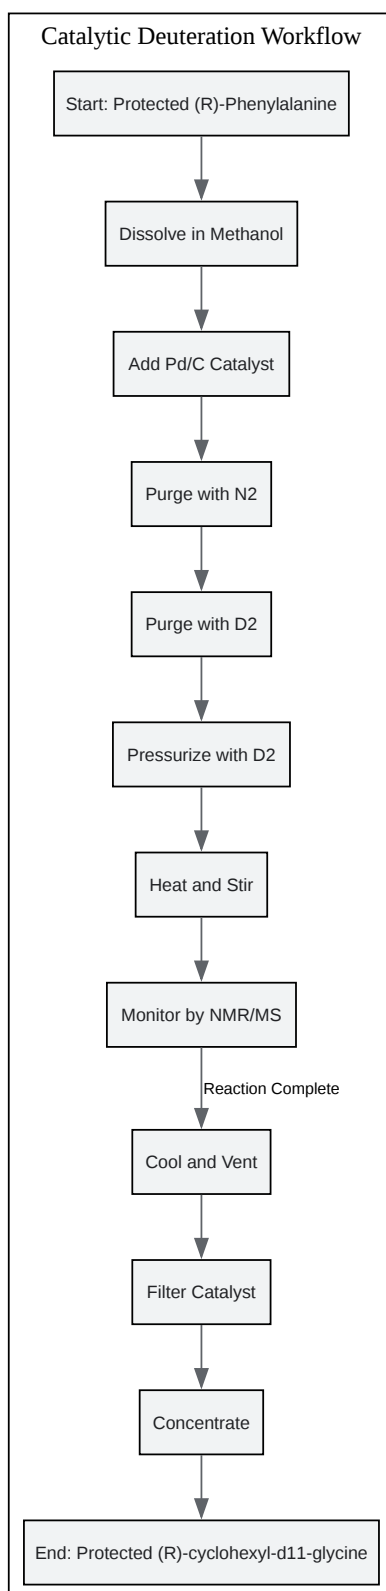 Catalytic Deuteration Workflow
Start: Protected (R)-Phenylalanine
Dissolve in Methanol
Add Pd/C Catalyst
Purge with N2
Purge with D2
Pressurize with D2
Heat and Stir
Monitor by NMR/MS
Reaction Complete
Cool and Vent
Filter Catalyst
Concentrate
End: Protected (R)-cyclohexyl-d11-glycine